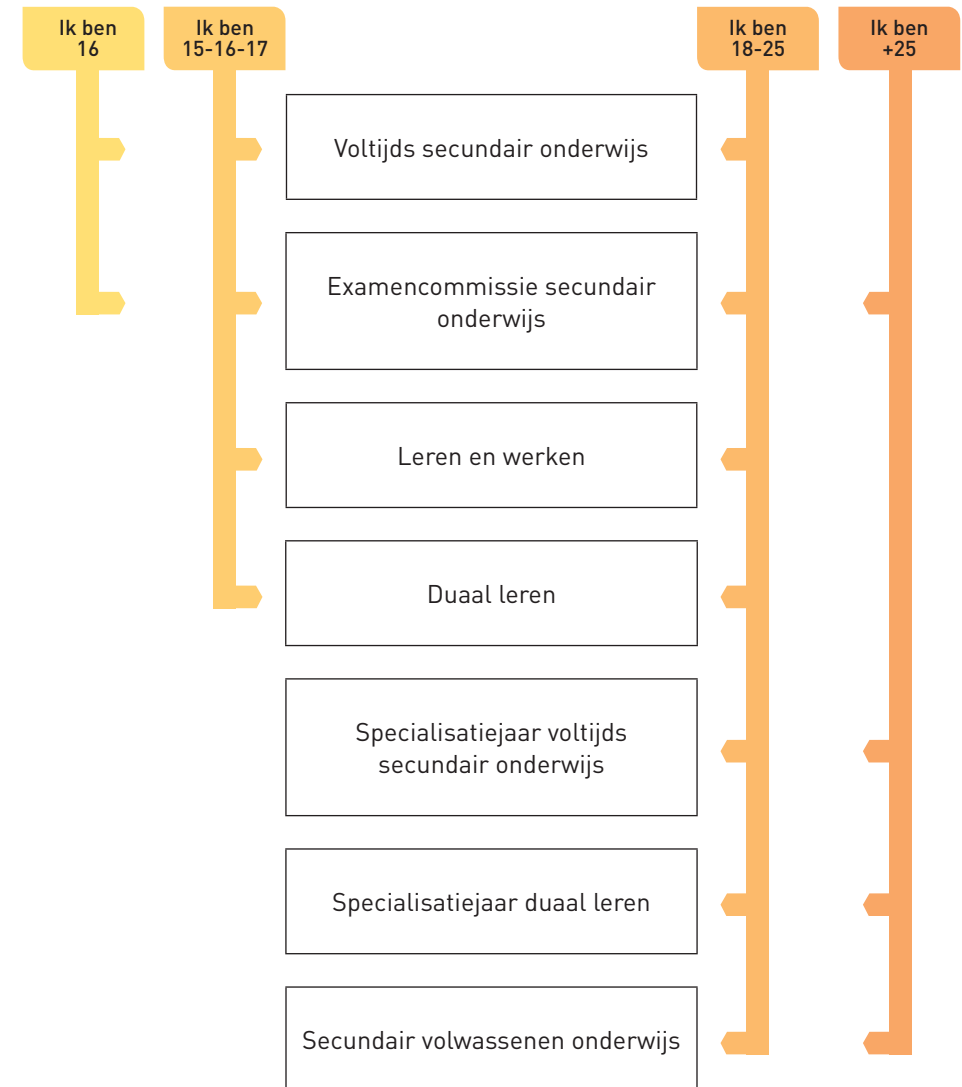 Ik ben
16
Ik ben
15-16-17
Ik ben
18-25
Ik ben
+25
Voltijds secundair onderwijs
Examencommissie secundair
onderwijs
Leren en werken
Duaal leren
Specialisatiejaar voltijds
secundair onderwijs
Specialisatiejaar duaal leren
Secundair volwassenen onderwijs